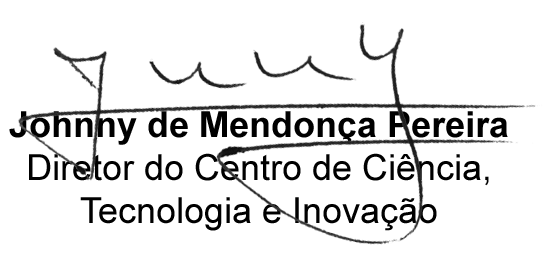 Johnny de Mendonça Pereira
Diretor do Centro de Ciência,
Tecnologia e Inovação